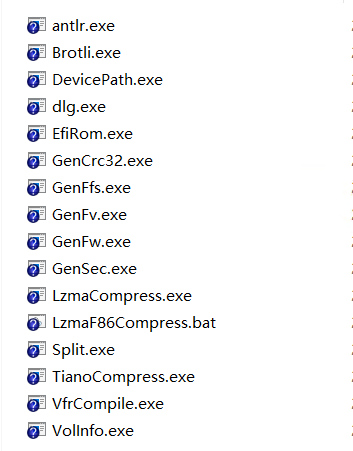 antlr.exe
Brotli.exe
DevicePath.exe
dlg.exe
EfiRom.exe
GenCrc32.exe
GenFfs.exe
GenFv.exe
GenFw.exe
GenSec.exe
LzmaCompress.exe
LzmaF86Compress.bat
Split.exe
TianoCompress.exe
VfrCompile.exe
VolInfo.exe